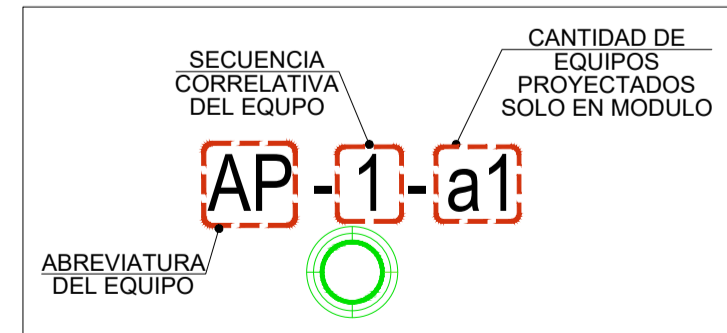 SECUENCIA
CORRELATIVA
DEL EQUPO
CANTIDAD DE
EQUIPOS
PROYECTADOS
SOLO EN MODULO
AP - 1 - a1
ABREVIATURA
DEL EQUIPO